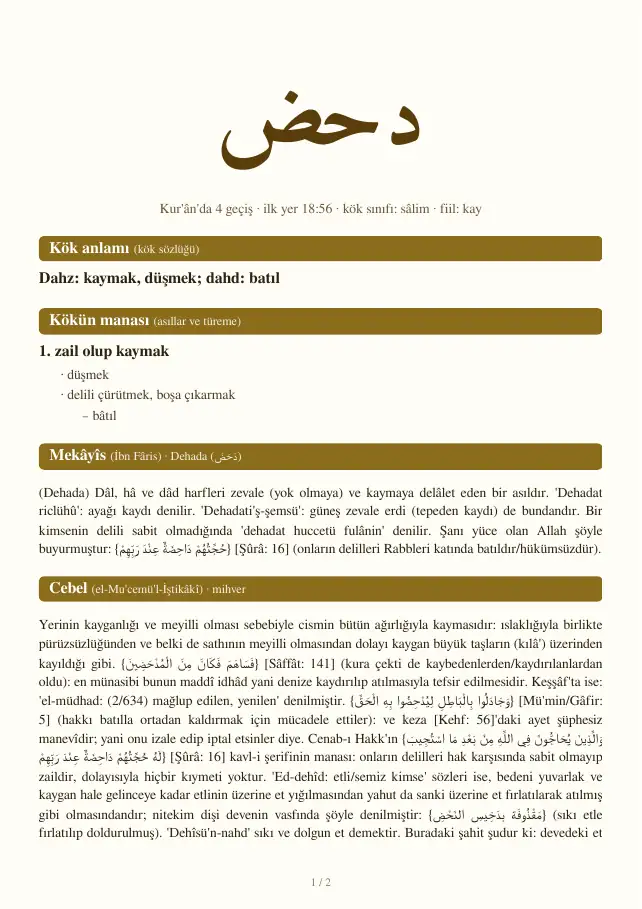 دحض
Kur'ân'da 4 geçiş · ilk yer 18:56 · kök sınıfı: sâlim · fiil: kay
Kök anlamı (kök sözlüğü)
Dahz: kaymak, düşmek; dahd: batıl
Kökün manası (asıllar ve türeme)
1. zail olup kaymak
· düşmek
· delili çürütmek, boşa çıkarmak
– bâtıl
Mekâyîs (İbn Fâris) · Dehada (دَحَضَ)
(Dehada) Dâl, hâ ve dâd harfleri zevale (yok olmaya) ve kaymaya delâlet eden bir asıldır. 'Dehadat
riclühû': ayağı kaydı denilir. 'Dehadati'ş-şemsü': güneş zevale erdi (tepeden kaydı) de bundandır. Bir
kimsenin delili sabit olmadığında 'dehadat huccetü fulânin' denilir. Şanı yüce olan Allah şöyle
buyurmuştur: {حُجَّتُهُمْ دَاحِضَةٌ عِنْدَ رَبِّهِمْ} [Şûrâ: 16] (onların delilleri Rabbleri katında batıldır/hükümsüzdür).
Cebel (el-Mu'cemü'l-İştikâkî) · mihver
Yerinin kayganlığı ve meyilli olması sebebiyle cismin bütün ağırlığıyla kaymasıdır: ıslaklığıyla birlikte
pürüzsüzlüğünden ve belki de sathının meyilli olmasından dolayı kaygan büyük taşların (kılâ') üzerinden
kayıldığı gibi. {فَسَاهَمَ فَكَانَ مِنَ الْمُدْحَضِينَ} [Sâffât: 141] (kura çekti de kaybedenlerden/kaydırılanlardan
oldu): en münasibi bunun maddî idhâd yani denize kaydırılıp atılmasıyla tefsir edilmesidir. Keşşâf'ta ise:
'el-müdhad: (2/634) mağlup edilen, yenilen' denilmiştir. {وَجَادَلُوا بِالْبَاطِلِ لِيُدْحِضُوا بِهِ الْحَقَّ} [Mü'min/Gâfir:
5] (hakkı batılla ortadan kaldırmak için mücadele ettiler): ve keza [Kehf: 56]'daki ayet şüphesiz
manevîdir; yani onu izale edip iptal etsinler diye. Cenab-ı Hakk'ın {وَالَّذِينَ يُحَاجُّونَ فِي اللَّهِ مِنْ بَعْدِ مَا اسْتُجِيبَ
لَهُ حُجَّتُهُمْ دَاحِضَةٌ عِنْدَ رَبِّهِمْ} [Şûrâ: 16] kavl-i şerifinin manası: onların delilleri hak karşısında sabit olmayıp
zaildir, dolayısıyla hiçbir kıymeti yoktur. 'Ed-dehîd: etli/semiz kimse' sözleri ise, bedeni yuvarlak ve
kaygan hale gelinceye kadar etlinin üzerine et yığılmasından yahut da sanki üzerine et fırlatılarak atılmış
gibi olmasındandır; nitekim dişi devenin vasfında şöyle denilmiştir: {مَقْذُوفَة بدَخِيسِ النَّحْضِ} (sıkı etle
fırlatılıp doldurulmuş). 'Dehîsü'n-nahd' sıkı ve dolgun et demektir. Buradaki şahit şudur ki: devedeki et
1 / 2